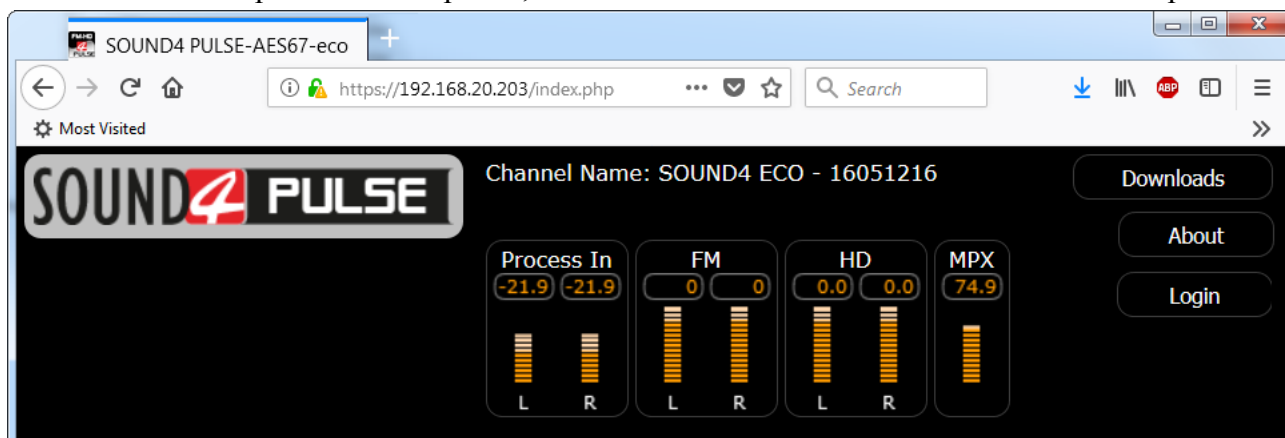 SOUND4 PULSE-AES67-eco
https://192.168.20.203/index.php
Search
ABP
Most Visited
SOUND4 PULSE
Channel Name: SOUND4 ECO - 16051216
Downloads
About
Login
Process In
-21.9 -21.9
L R
FM
0 0
L R
HD
0.0 0.0
L R
MPX
74.9